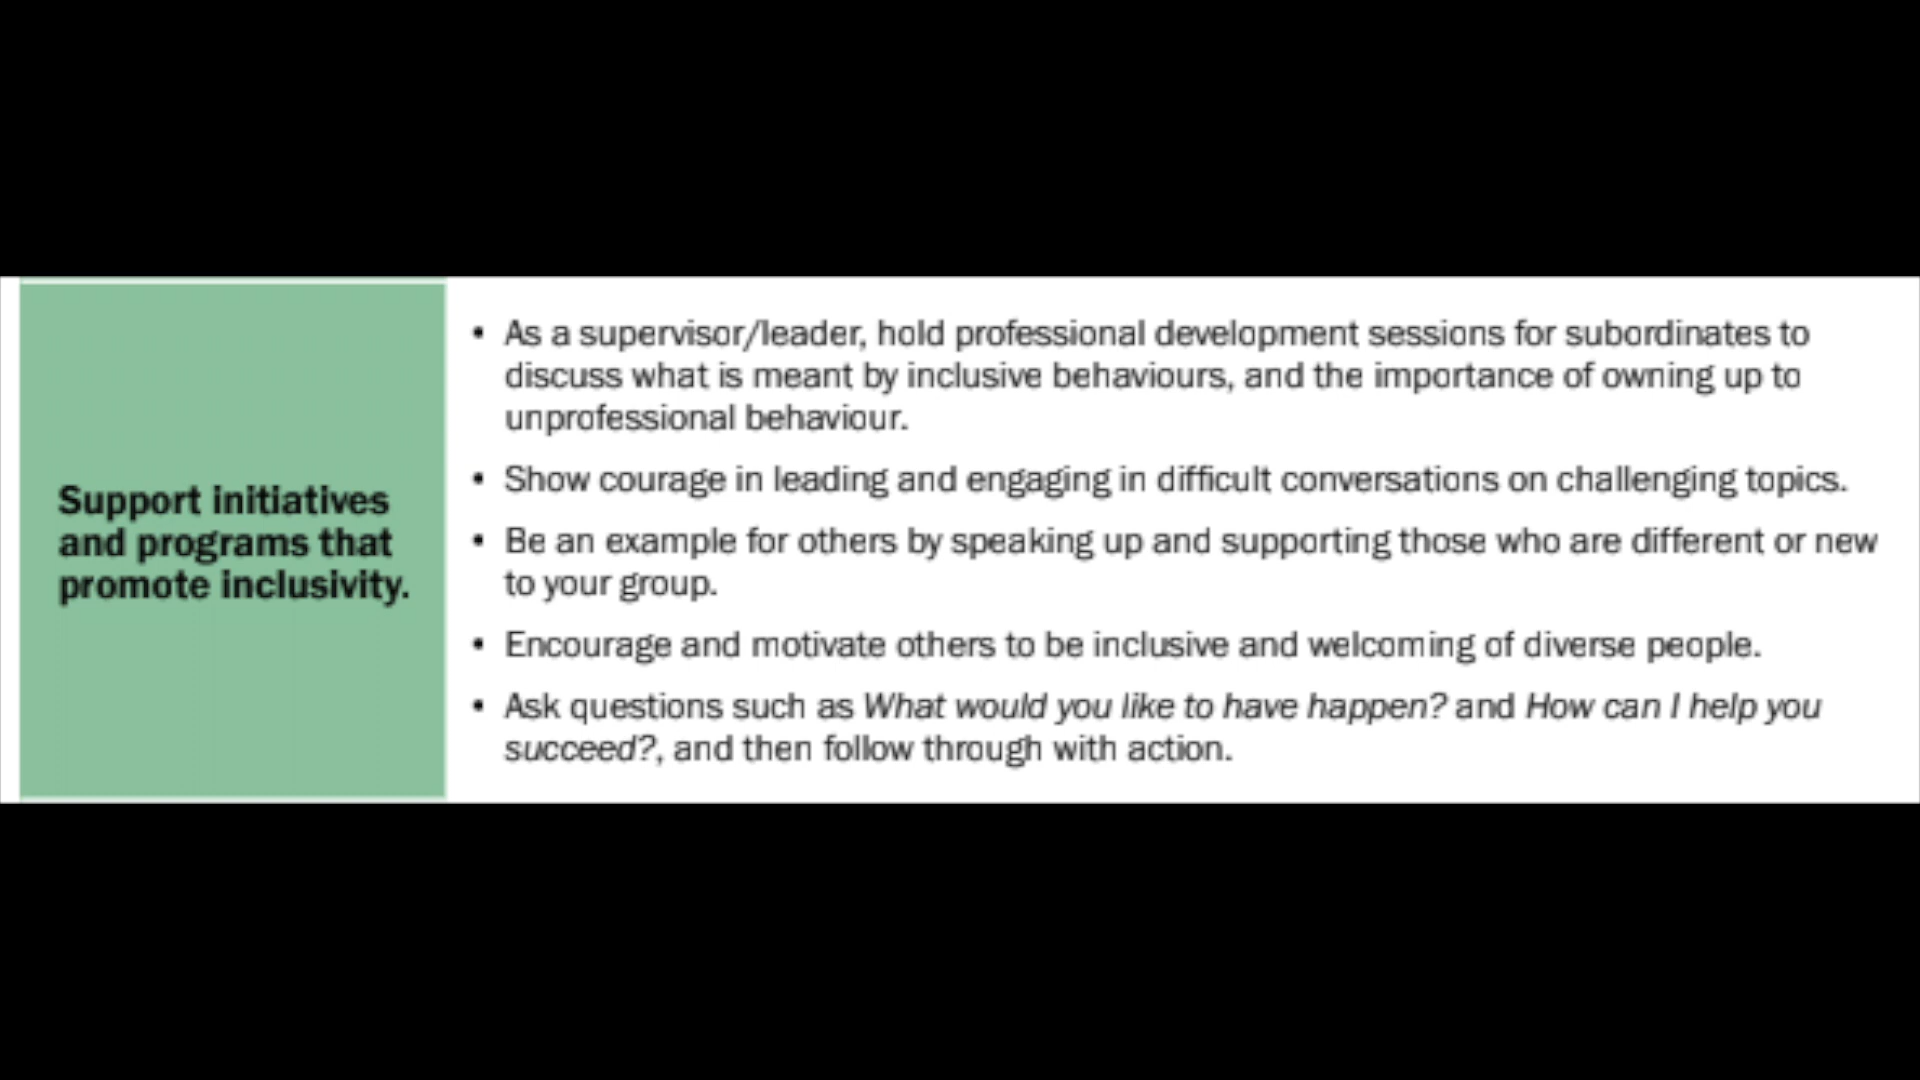 Support initiatives
and programs that
promote inclusivity.
• As a supervisor/leader, hold professional development sessions for subordinates to
discuss what is meant by inclusive behaviours, and the importance of owning up to
unprofessional behaviour.
• Show courage in leading and engaging in difficult conversations on challenging topics.
• Be an example for others by speaking up and supporting those who are different or new
to your group.
• Encourage and motivate others to be inclusive and welcoming of diverse people.
• Ask questions such as What would you like to have happen? and How can I help you
succeed?, and then follow through with action.